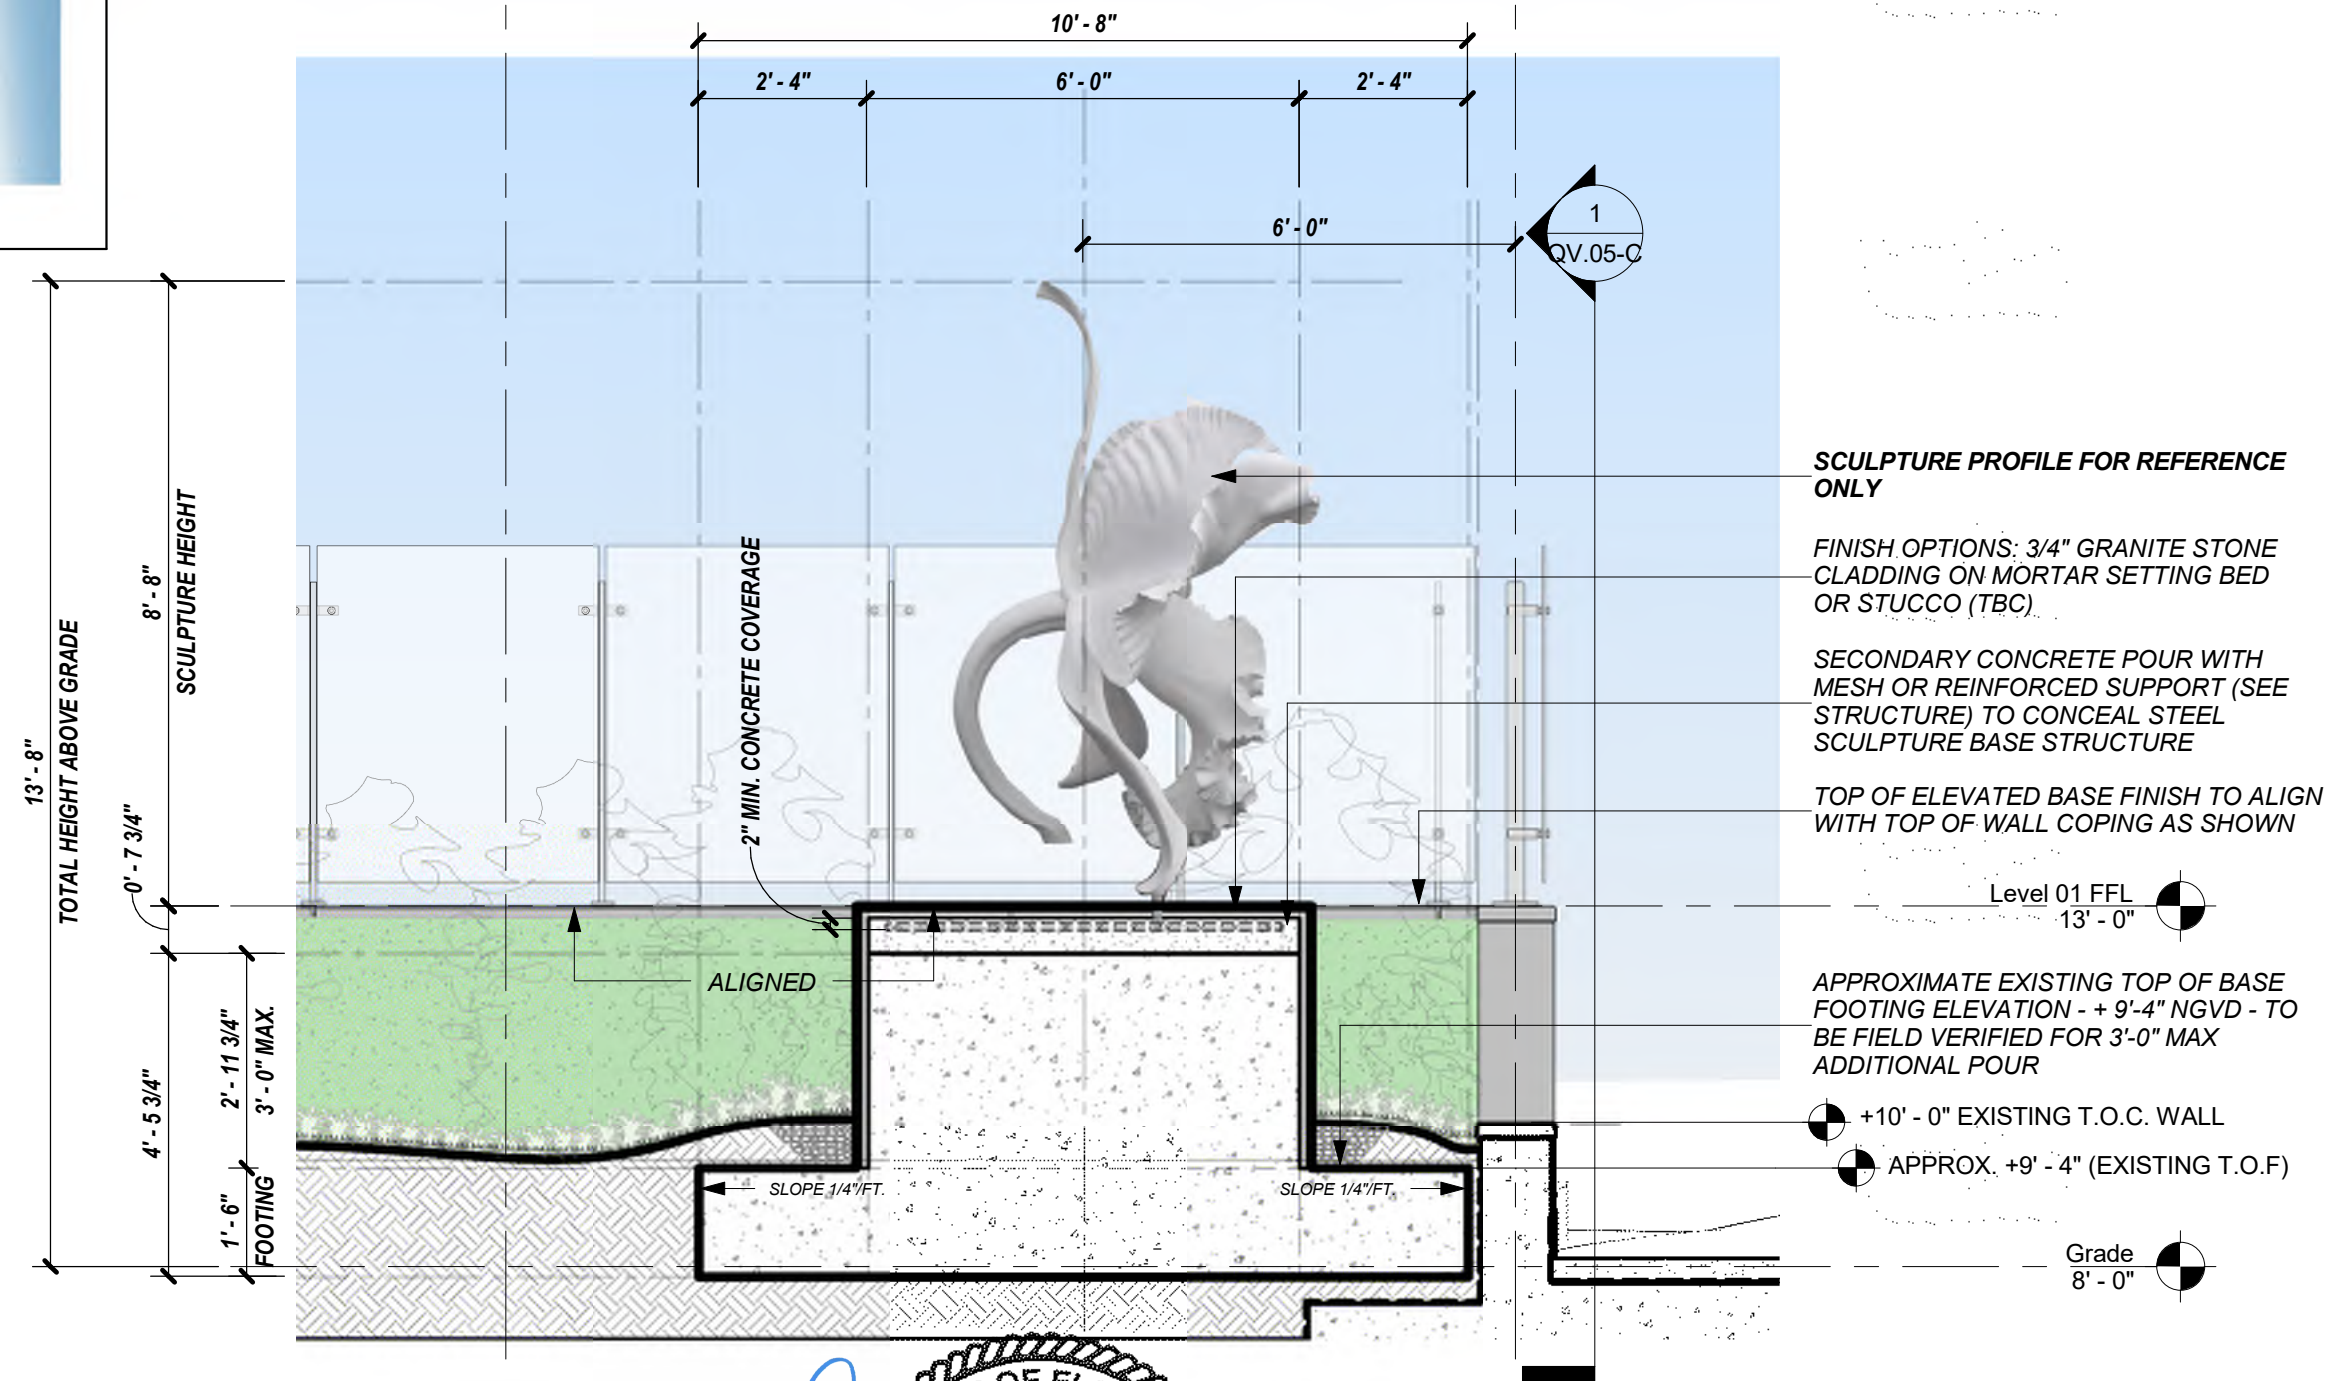 10' - 8"
2' - 4"
6' - 0"
2' - 4"
6' - 0"
1
QV.05-C
13' - 8"
TOTAL HEIGHT ABOVE GRADE
8' - 8"
SCULPTURE HEIGHT
0' - 7 3/4"
4' - 5 3/4"
2' - 11 3/4"
3' - 0" MAX.
1' - 6"
FOOTING
2" MIN. CONCRETE COVERAGE
ALIGNED
SLOPE 1/4"/FT.
SLOPE 1/4"/FT.
SCULPTURE PROFILE FOR REFERENCE
ONLY
FINISH OPTIONS: 3/4" GRANITE STONE
CLADDING ON MORTAR SETTING BED
OR STUCCO (TBC)
SECONDARY CONCRETE POUR WITH
MESH OR REINFORCED SUPPORT (SEE
STRUCTURE) TO CONCEAL STEEL
SCULPTURE BASE STRUCTURE
TOP OF ELEVATED BASE FINISH TO ALIGN
WITH TOP OF WALL COPING AS SHOWN
Level 01 FFL
13' - 0"
APPROXIMATE EXISTING TOP OF BASE
FOOTING ELEVATION - + 9'-4" NGVD - TO
BE FIELD VERIFIED FOR 3'-0" MAX
ADDITIONAL POUR
+10' - 0" EXISTING T.O.C. WALL
APPROX. +9' - 4" (EXISTING T.O.F)
Grade
8' - 0"